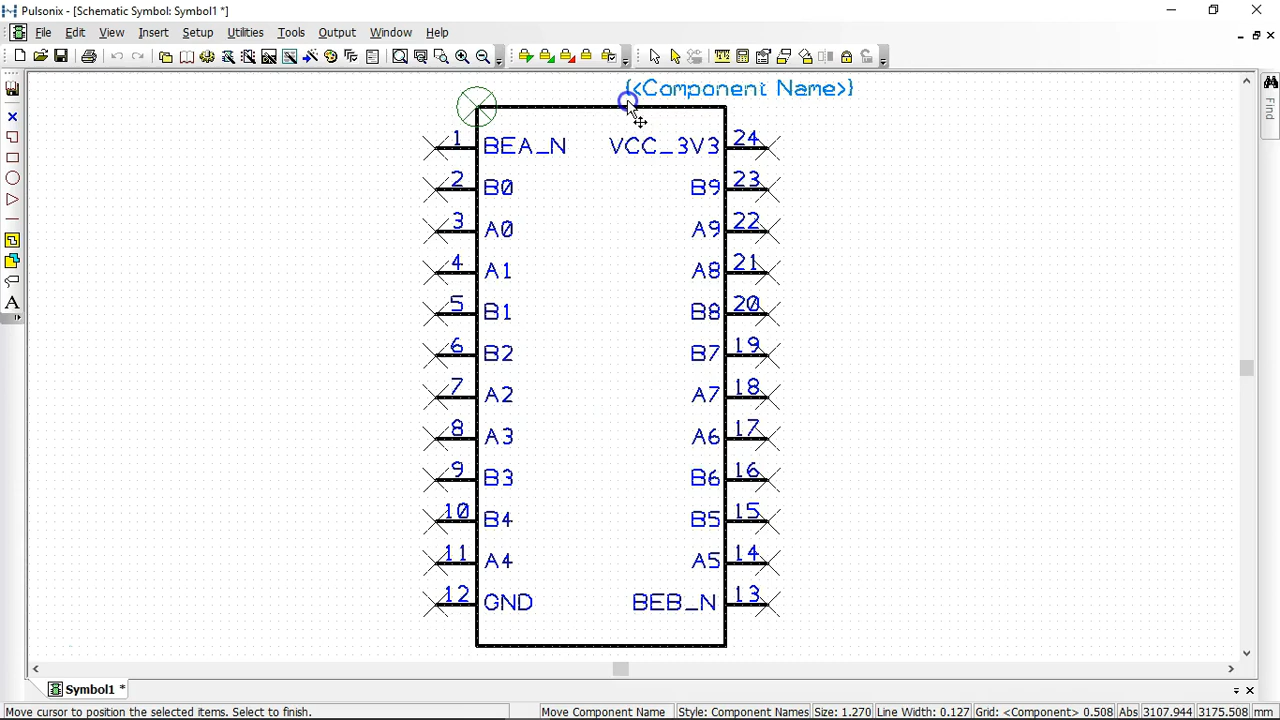 Pulsonix - [Schematic Symbol: Symbol1 *]
File Edit View Insert Setup Utilities Tools Output Window Help
{<Component Name>}
1 BEA_N VCC_3V3 24
2 B0 B9 23
3 A0 A9 22
4 A1 A8 21
5 B1 B8 20
6 B2 B7 19
7 A2 A7 18
8 A3 A6 17
9 B3 B6 16
10 B4 B5 15
11 A4 A5 14
12 GND BEB_N 13
Find
A
Symbol1 *
Move cursor to position the selected items. Select to finish. Move Component Name Style: Component Names Size: 1.270 Line Width: 0.127 Grid: <Component> 0.508 Abs 3107.944 3175.508 mm